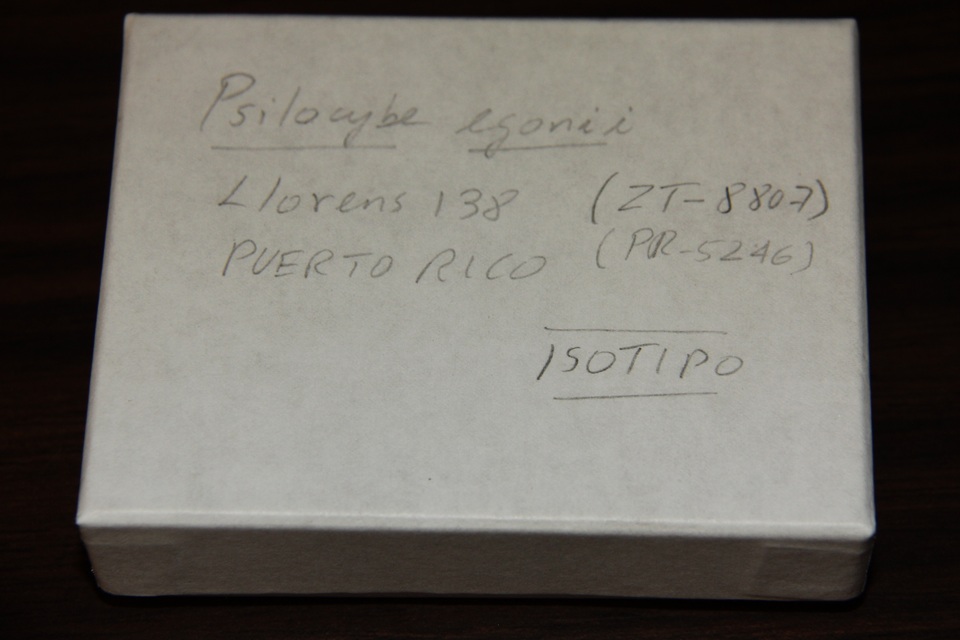 Psilocybe egonii
Llorens 138 (ZT-8807)
PUERTO RICO (PR-5246)
ISOTIPO